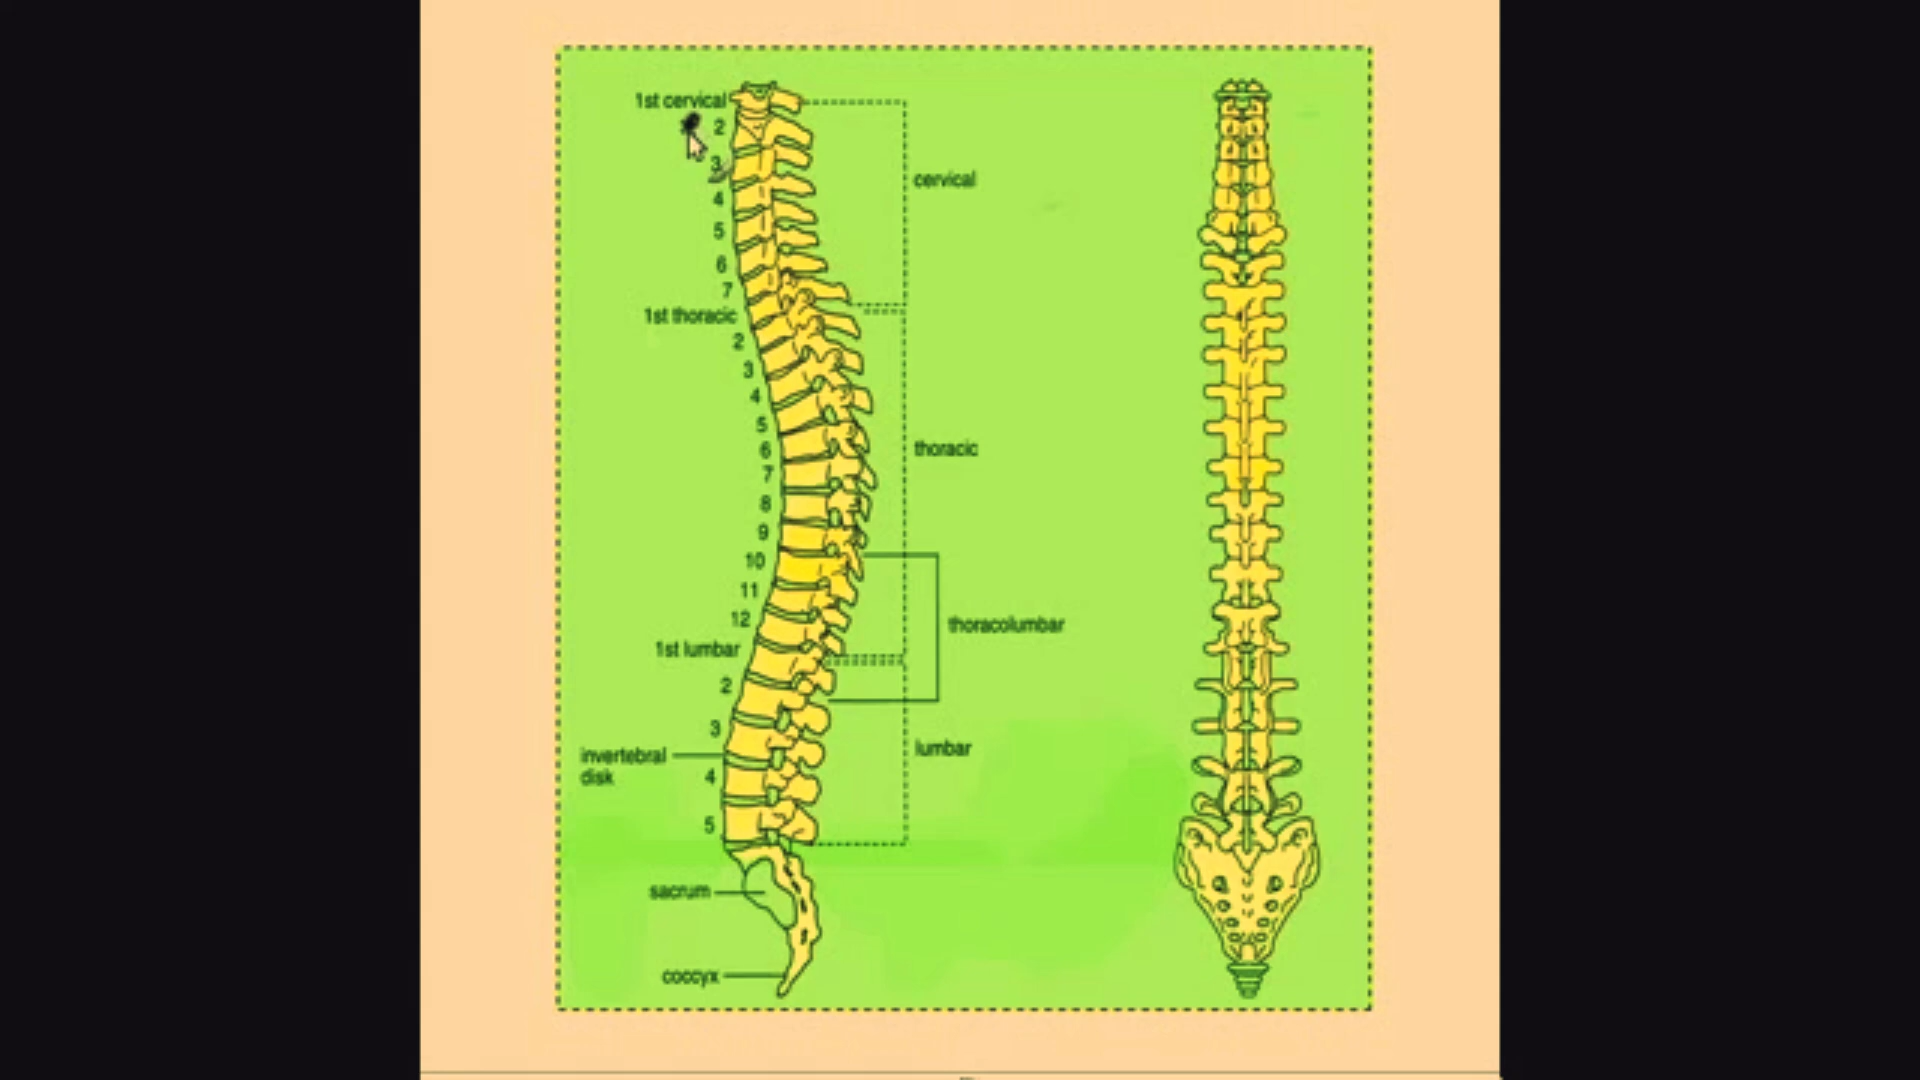 1st cervical
2
3
4
5
6
7
1st thoracic
2
3
4
5
6
7
8
9
10
11
12
1st lumbar
2
3
invertebral
disk
4
5
sacrum
coccyx
cervical
thoracic
thoracolumbar
lumbar